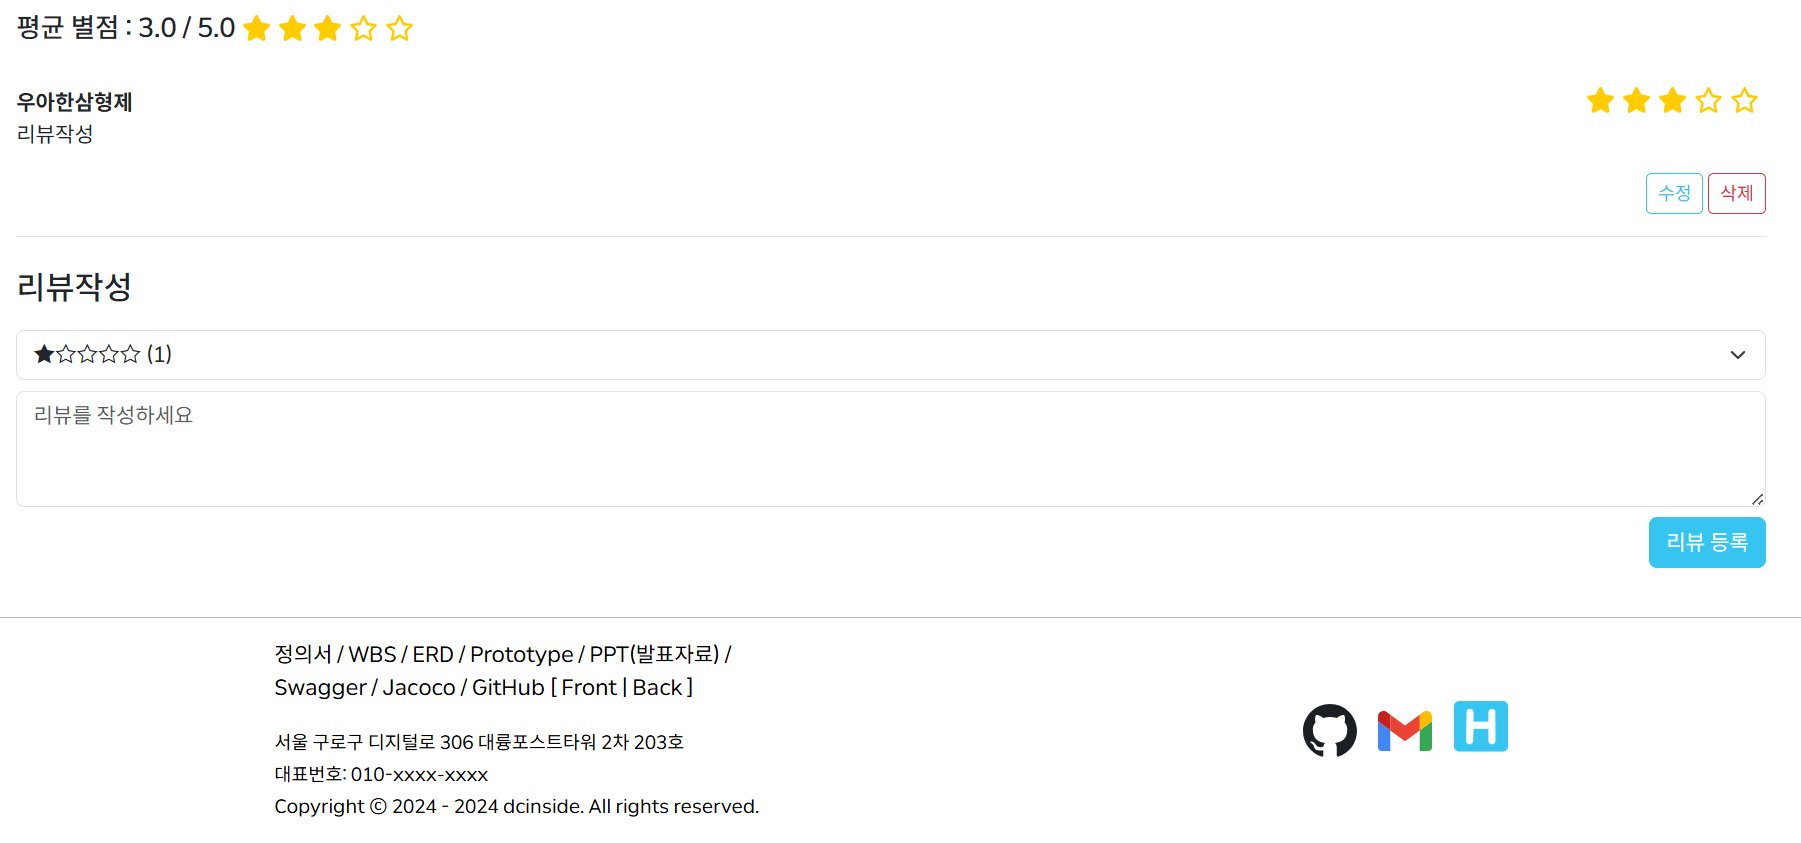 평균 별점 : 3.0 / 5.0 ★ ★ ★ ☆ ☆
우아한삼형제 ★ ★ ★ ☆ ☆
리뷰작성
수정 삭제
리뷰작성
★☆☆☆☆ (1)
리뷰를 작성하세요
리뷰 등록
정의서 / WBS / ERD / Prototype / PPT(발표자료) /
Swagger / Jacoco / GitHub [ Front | Back ]
서울 구로구 디지털로 306 대륭포스트타워 2차 203호
대표번호: 010-xxxx-xxxx
Copyright ⓒ 2024 - 2024 dcinside. All rights reserved.
H